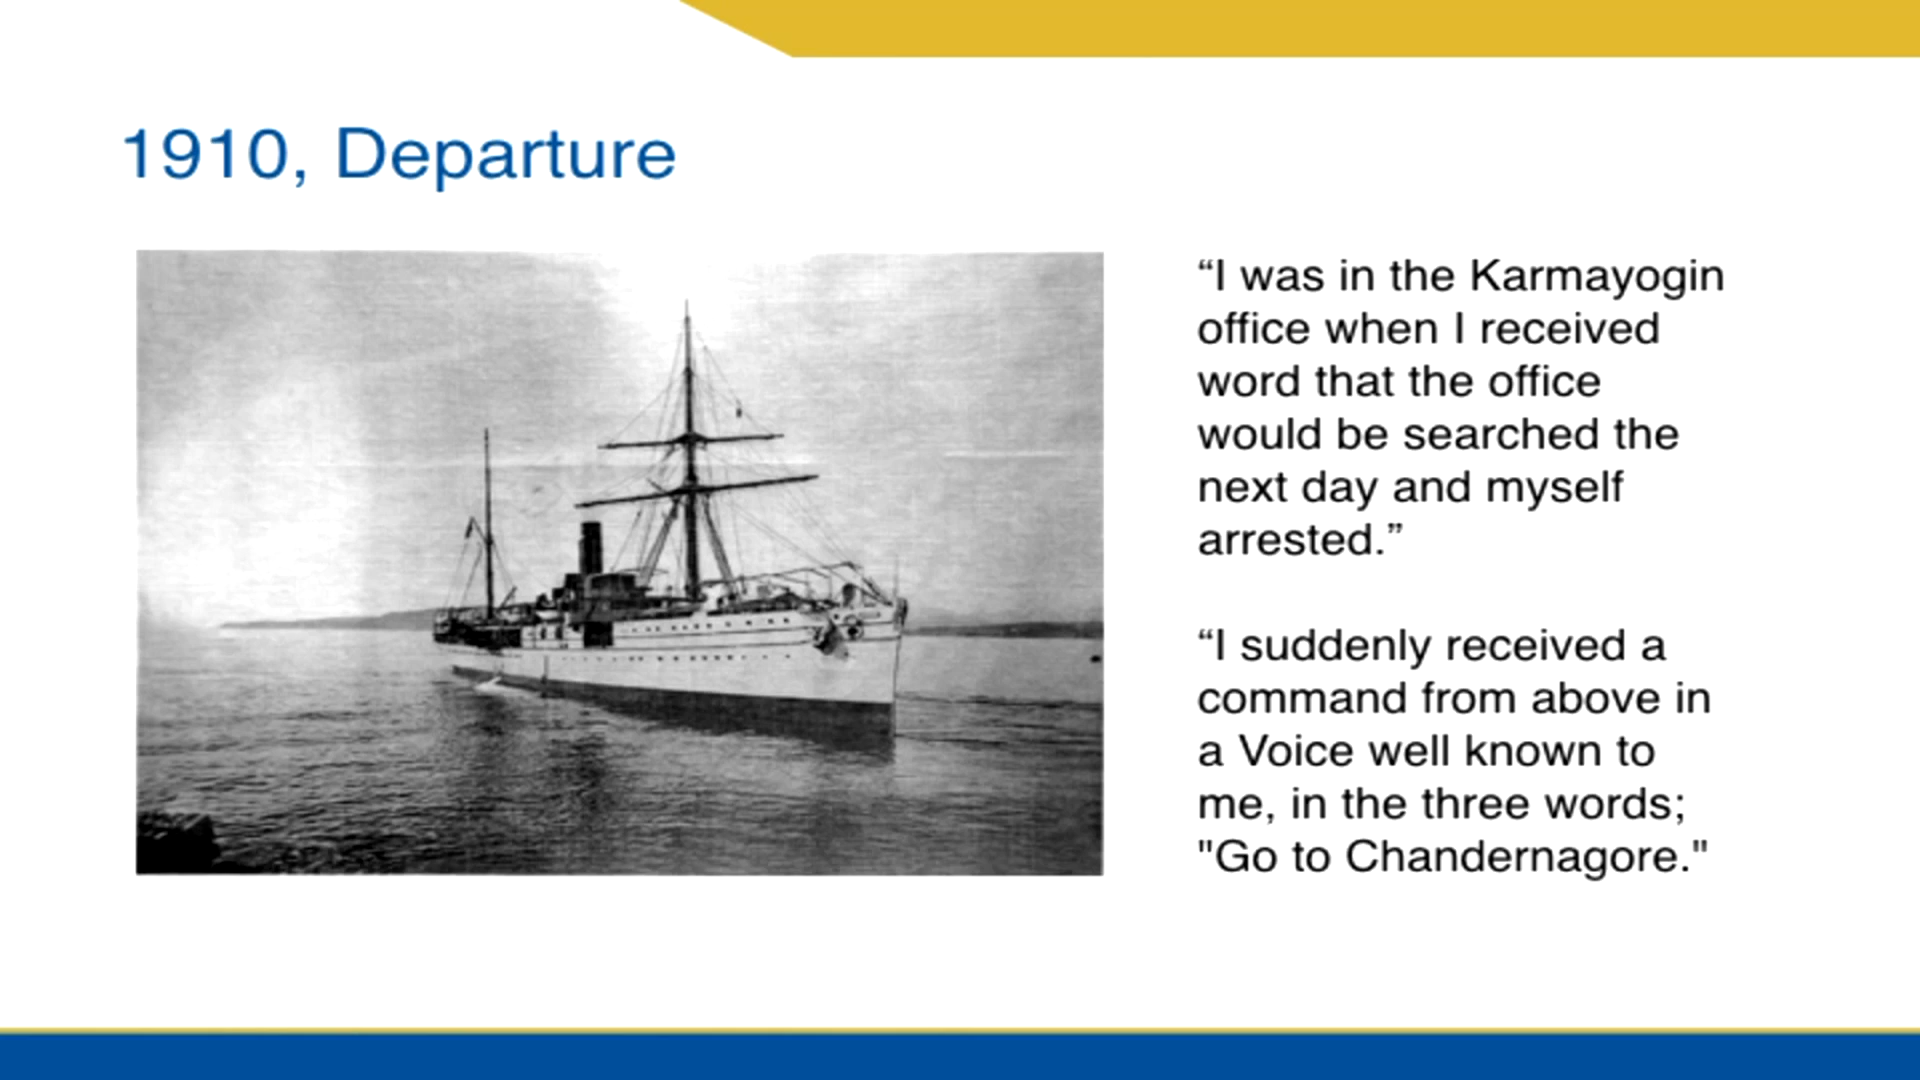 1910, Departure
“I was in the Karmayogin
office when I received
word that the office
would be searched the
next day and myself
arrested.”
“I suddenly received a
command from above in
a Voice well known to
me, in the three words;
"Go to Chandernagore."